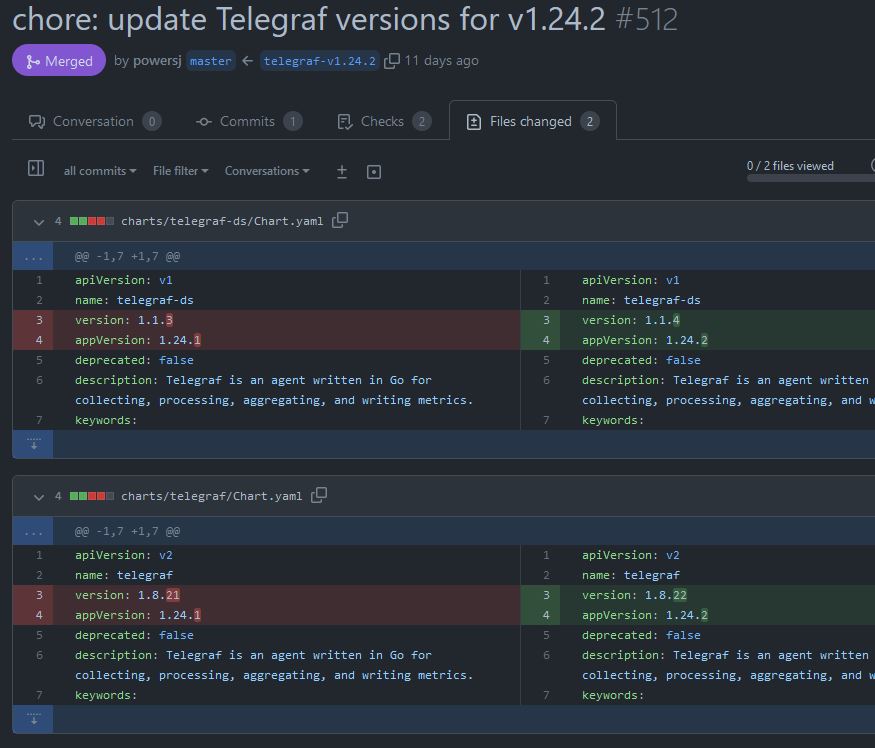 chore: update Telegraf versions for v1.24.2 #512
Merged by powersj master ← telegraf-v1.24.2 11 days ago
Conversation 0 Commits 1 Checks 2 Files changed 2
all commits File filter Conversations 0 / 2 files viewed
4 charts/telegraf-ds/Chart.yaml
... @@ -1,7 +1,7 @@
1 apiVersion: v1 1 apiVersion: v1
2 name: telegraf-ds 2 name: telegraf-ds
3 version: 1.1.3 3 version: 1.1.4
4 appVersion: 1.24.1 4 appVersion: 1.24.2
5 deprecated: false 5 deprecated: false
6 description: Telegraf is an agent written in Go for 6 description: Telegraf is an agent written
collecting, processing, aggregating, and writing metrics. collecting, processing, aggregating, and w
7 keywords: 7 keywords:
4 charts/telegraf/Chart.yaml
... @@ -1,7 +1,7 @@
1 apiVersion: v2 1 apiVersion: v2
2 name: telegraf 2 name: telegraf
3 version: 1.8.21 3 version: 1.8.22
4 appVersion: 1.24.1 4 appVersion: 1.24.2
5 deprecated: false 5 deprecated: false
6 description: Telegraf is an agent written in Go for 6 description: Telegraf is an agent written
collecting, processing, aggregating, and writing metrics. collecting, processing, aggregating, and w
7 keywords: 7 keywords: